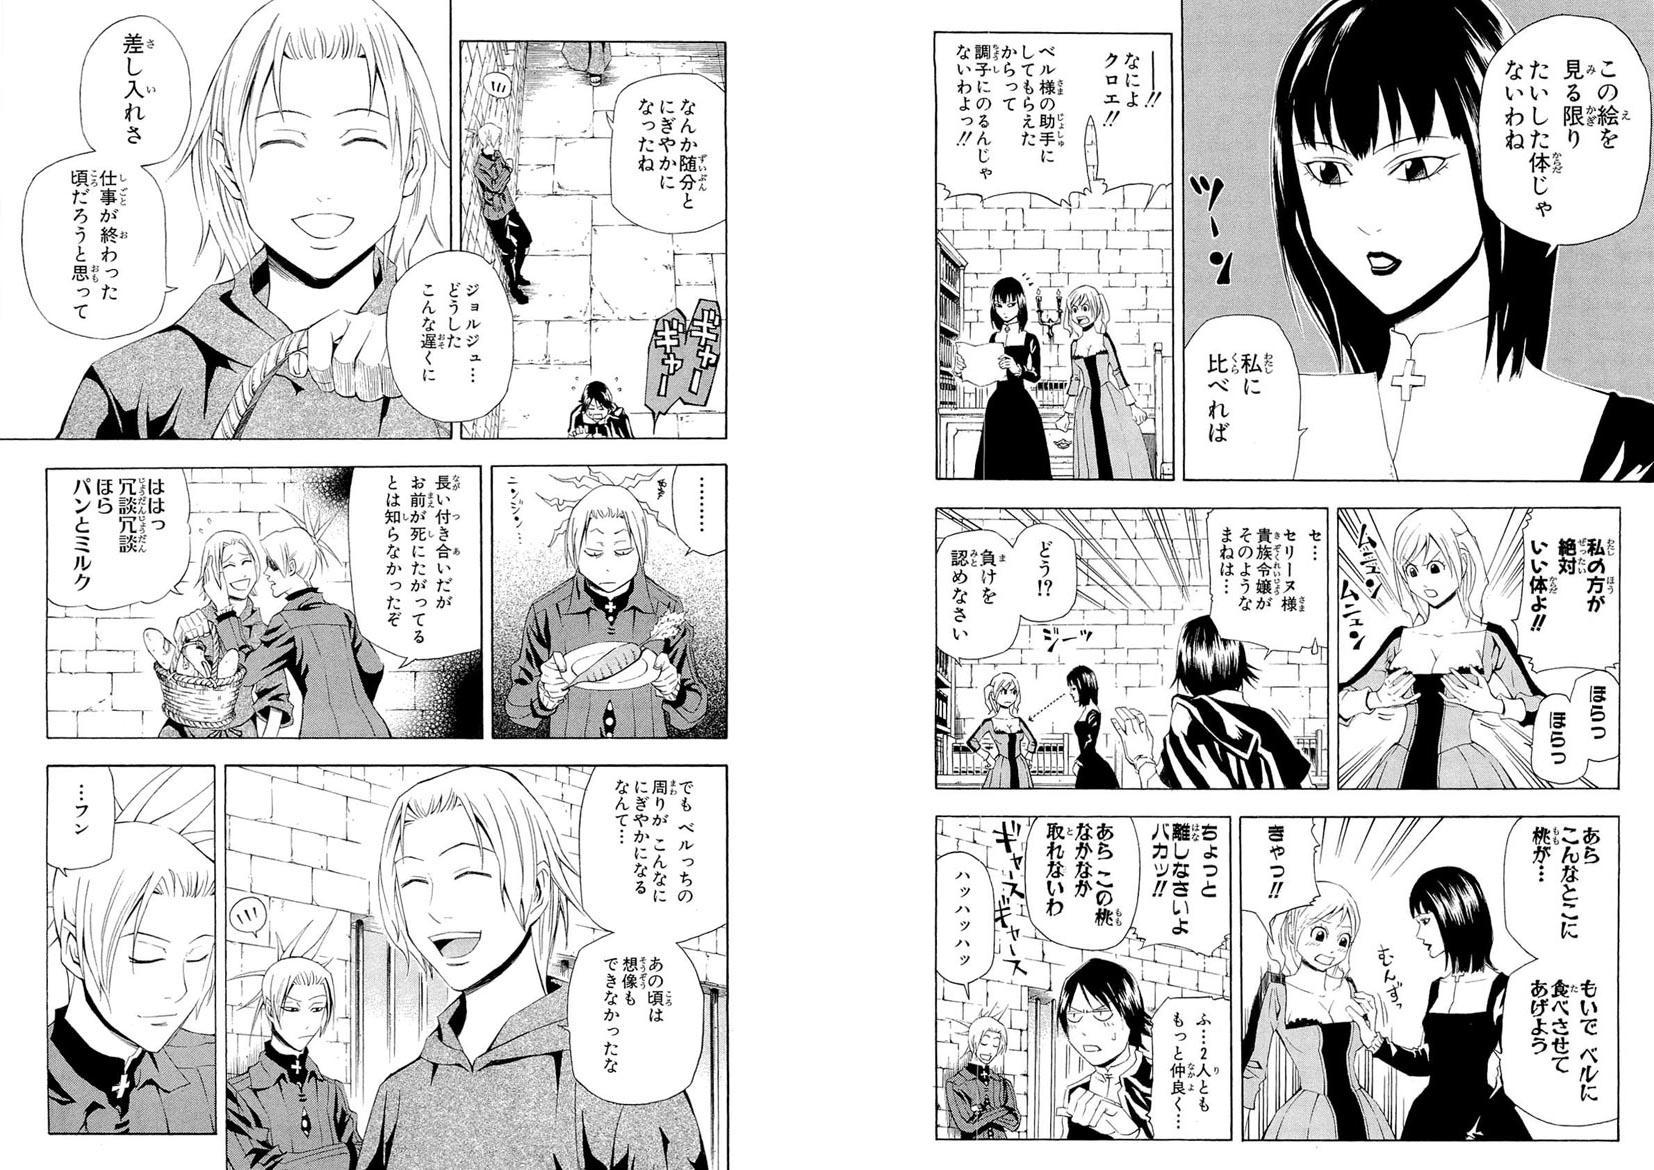 この絵を
見る限り
たいした体じゃ
ないわね
私に
比べれば
ツーン
なによ
クロエ!!
ベル様の助手に
してもらえた
からって
調子にのるんじゃ
ないわよっ!!
私の方が
絶対
いい体よ!!
ほらっ
ほらっ
ムニュン
ムニュン
セ…
セリーヌ様
貴族令嬢が
そのような
まねは…
ジーッ
どう!?
負けを
認めなさい
あら
こんなとこに
桃が…
もいで ベルに
食べさせて
あげよう
むんずっ
きゃっ!!
ちょっと
離しなさいよ
バカッ!!
あら この桃
なかなか
取れないわ
ギャース
ギャース
ふ…2人とも
もっと仲良く…
ハッハッハッ
なんか随分と
にぎやかに
なったね
ギャー
ギャー
ジョルジュ…
どうした
こんな遅くに
差し入れさ
仕事が終わった
頃だろうと思って
………
ニンジン
長い付き合いだが
お前が死にたがってる
とは知らなかったぞ
ははっ
冗談冗談
ほら
パンとミルク
でも ベルっちの
周りが こんなに
にぎやかになる
なんて…
あの頃は
想像も
できなかったな
…フン